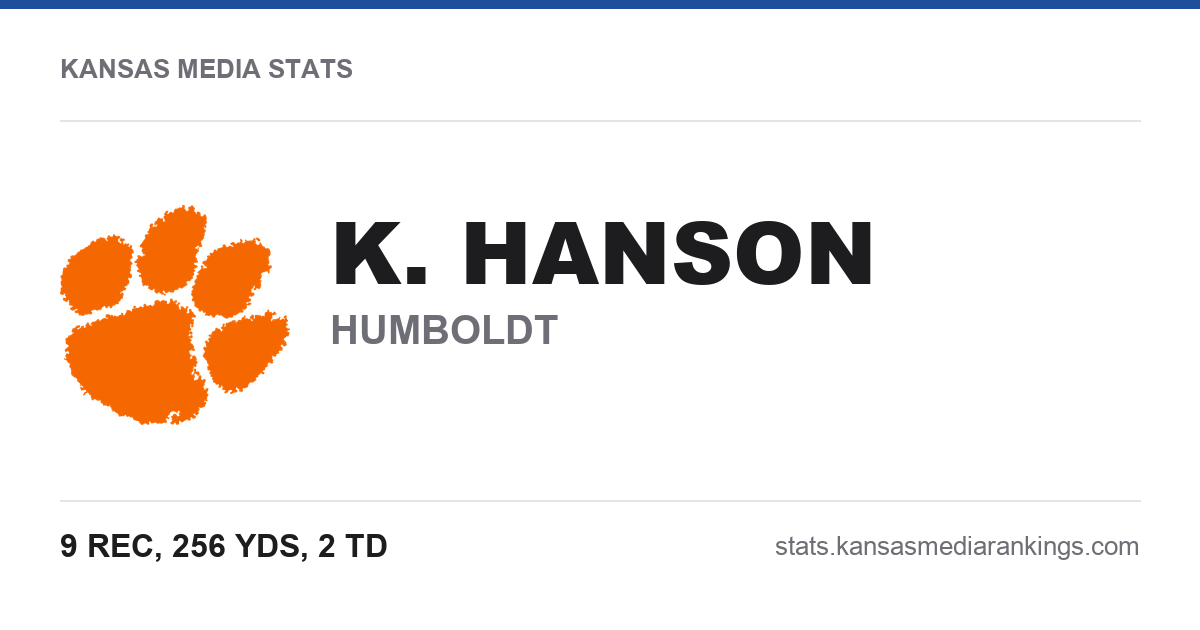 KANSAS MEDIA STATS
K. HANSON
HUMBOLDT
9 REC, 256 YDS, 2 TD
stats.kansasmediarankings.com